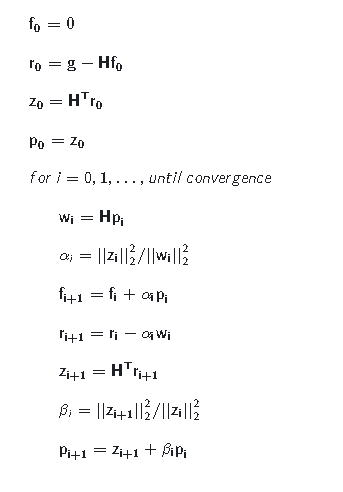 f₀ = 0
r₀ = g − Hf₀
z₀ = Hᵀr₀
p₀ = z₀
for i = 0, 1, . . . , until convergence
wᵢ = Hpᵢ
αᵢ = ||zᵢ||₂²/||wᵢ||₂²
fᵢ₊₁ = fᵢ + αᵢpᵢ
rᵢ₊₁ = rᵢ − αᵢwᵢ
zᵢ₊₁ = Hᵀrᵢ₊₁
βᵢ = ||zᵢ₊₁||₂²/||zᵢ||₂²
pᵢ₊₁ = zᵢ₊₁ + βᵢpᵢ